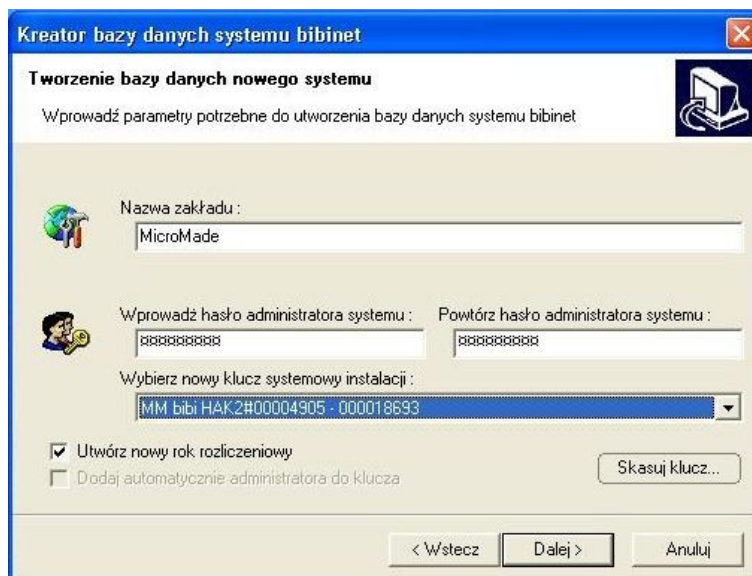 Kreator bazy danych systemu bibinet
Tworzenie bazy danych nowego systemu
Wprowadź parametry potrzebne do utworzenia bazy danych systemu bibinet
Nazwa zakładu :
MicroMade
Wprowadź hasło administratora systemu :
Powtórz hasło administratora systemu :
¤¤¤¤¤¤¤¤¤
¤¤¤¤¤¤¤¤¤
Wybierz nowy klucz systemowy instalacji :
MM bibi HAK2#00004905 - 000018693
Utwórz nowy rok rozliczeniowy
Dodaj automatycznie administratora do klucza
Skasuj klucz...
< Wstecz
Dalej >
Anuluj